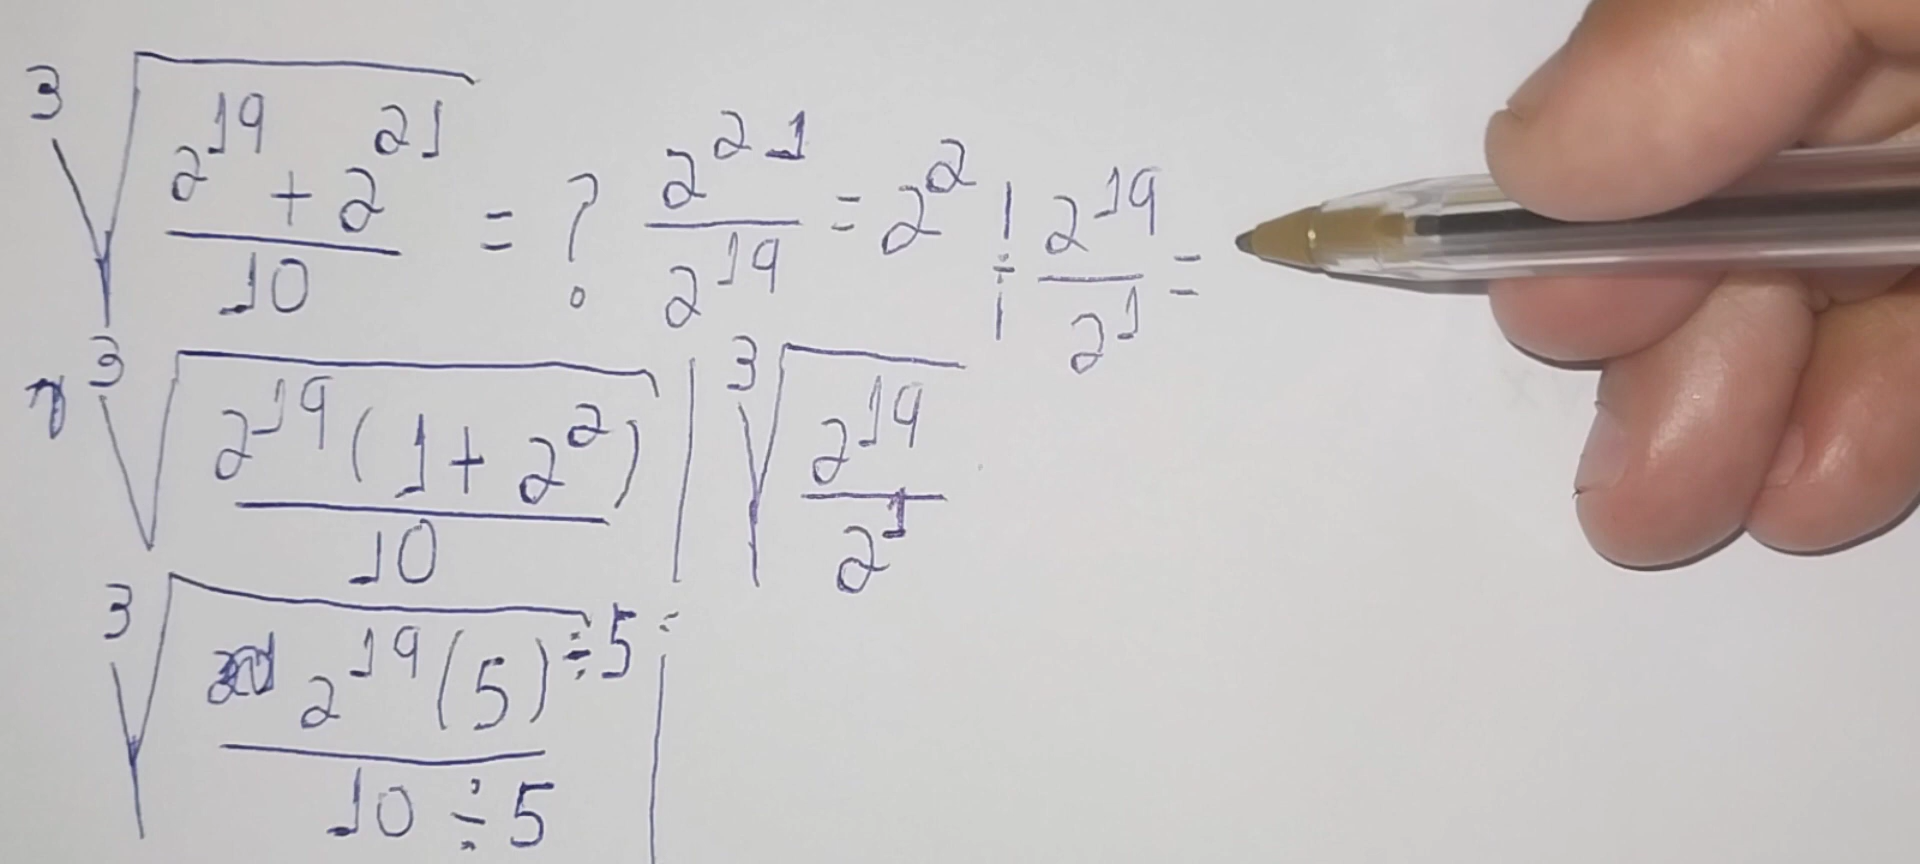 ∛((2^19 + 2^21)/10) = ?
2^21/2^19 = 2^2
2^19/2^1 =
∛(2^19(1 + 2^2)/10)
∛(2^19/2^1)
∛((2^19(5) ÷ 5)/(10 ÷ 5))